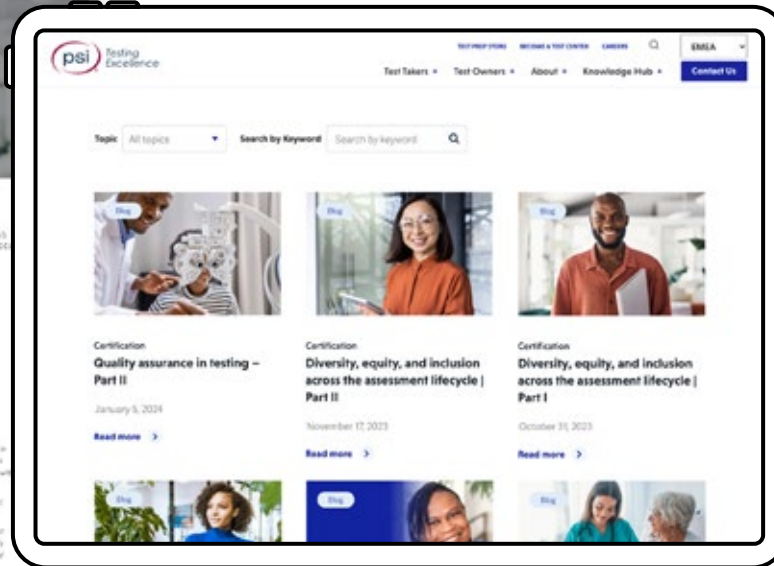 psi Testing
Excellence
TEST PREP STORE BECOME A TEST CENTER CAREERS
EMEA
Test Takers Test Owners About Knowledge Hub
Contact Us
Topic All topics Search by Keyword Search by keyword
Blog
Blog
Blog
Certification
Quality assurance in testing –
Part II
January 5, 2024
Read more >
Certification
Diversity, equity, and inclusion
across the assessment lifecycle |
Part II
November 17, 2023
Read more >
Certification
Diversity, equity, and inclusion
across the assessment lifecycle |
Part I
October 31, 2023
Read more >
Blog
Blog
Blog